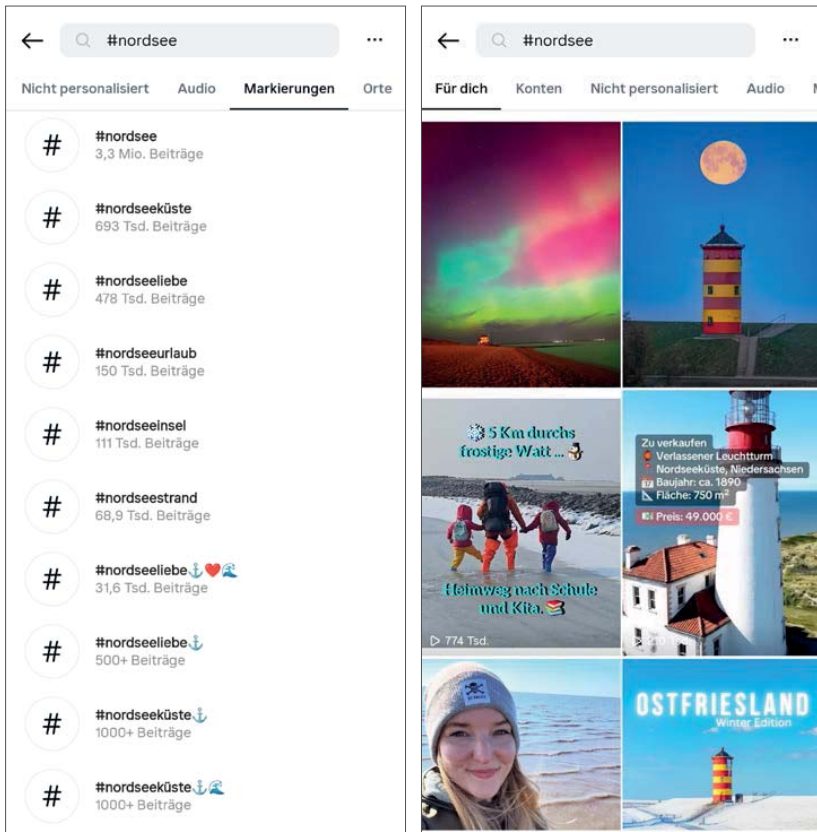 #nordsee
Nicht personalisiert Audio Markierungen Orte
# #nordsee
3,3 Mio. Beiträge
# #nordseeküste
693 Tsd. Beiträge
# #nordseeliebe
478 Tsd. Beiträge
# #nordseeurlaub
150 Tsd. Beiträge
# #nordseeinsel
111 Tsd. Beiträge
# #nordseestrand
68,9 Tsd. Beiträge
# #nordseeliebe⚓❤️🌊
31,6 Tsd. Beiträge
# #nordseeliebe⚓
500+ Beiträge
# #nordseeküste⚓
1000+ Beiträge
# #nordseeküste⚓🌊
1000+ Beiträge
#nordsee
Für dich Konten Nicht personalisiert Audio
❄️ 5 Km durchs
frostige Watt ... ⛄
Heimweg nach Schule
und Kita. 📚
774 Tsd.
Zu verkaufen
Verlassener Leuchtturm
Nordseeküste, Niedersachsen
📅 Baujahr: ca. 1890
📐 Fläche: 750 m²
💶 Preis: 49.000 €
OSTFRIESLAND
Winter Edition